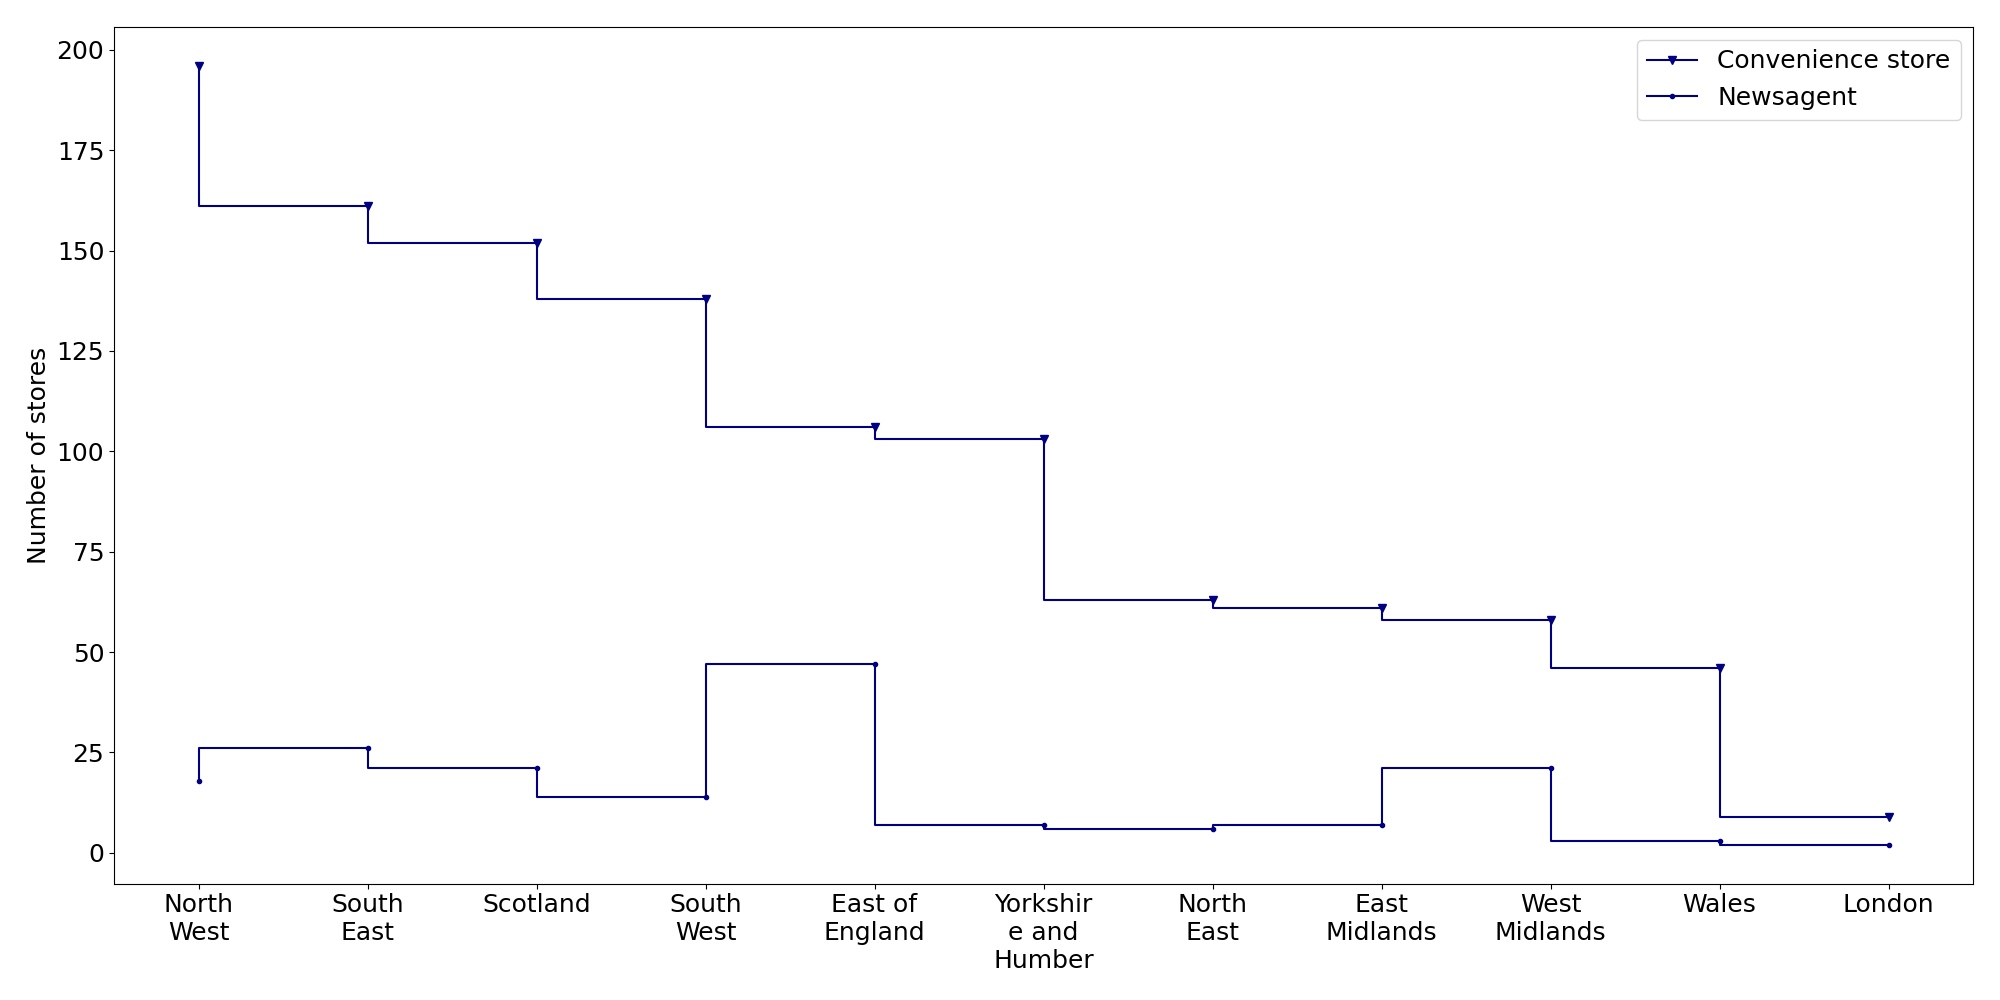 200
175
150
125
100
75
50
25
0
Number of stores
Convenience store
Newsagent
North
West
South
East
Scotland
South
West
East of
England
Yorkshir
e and
Humber
North
East
East
Midlands
West
Midlands
Wales
London